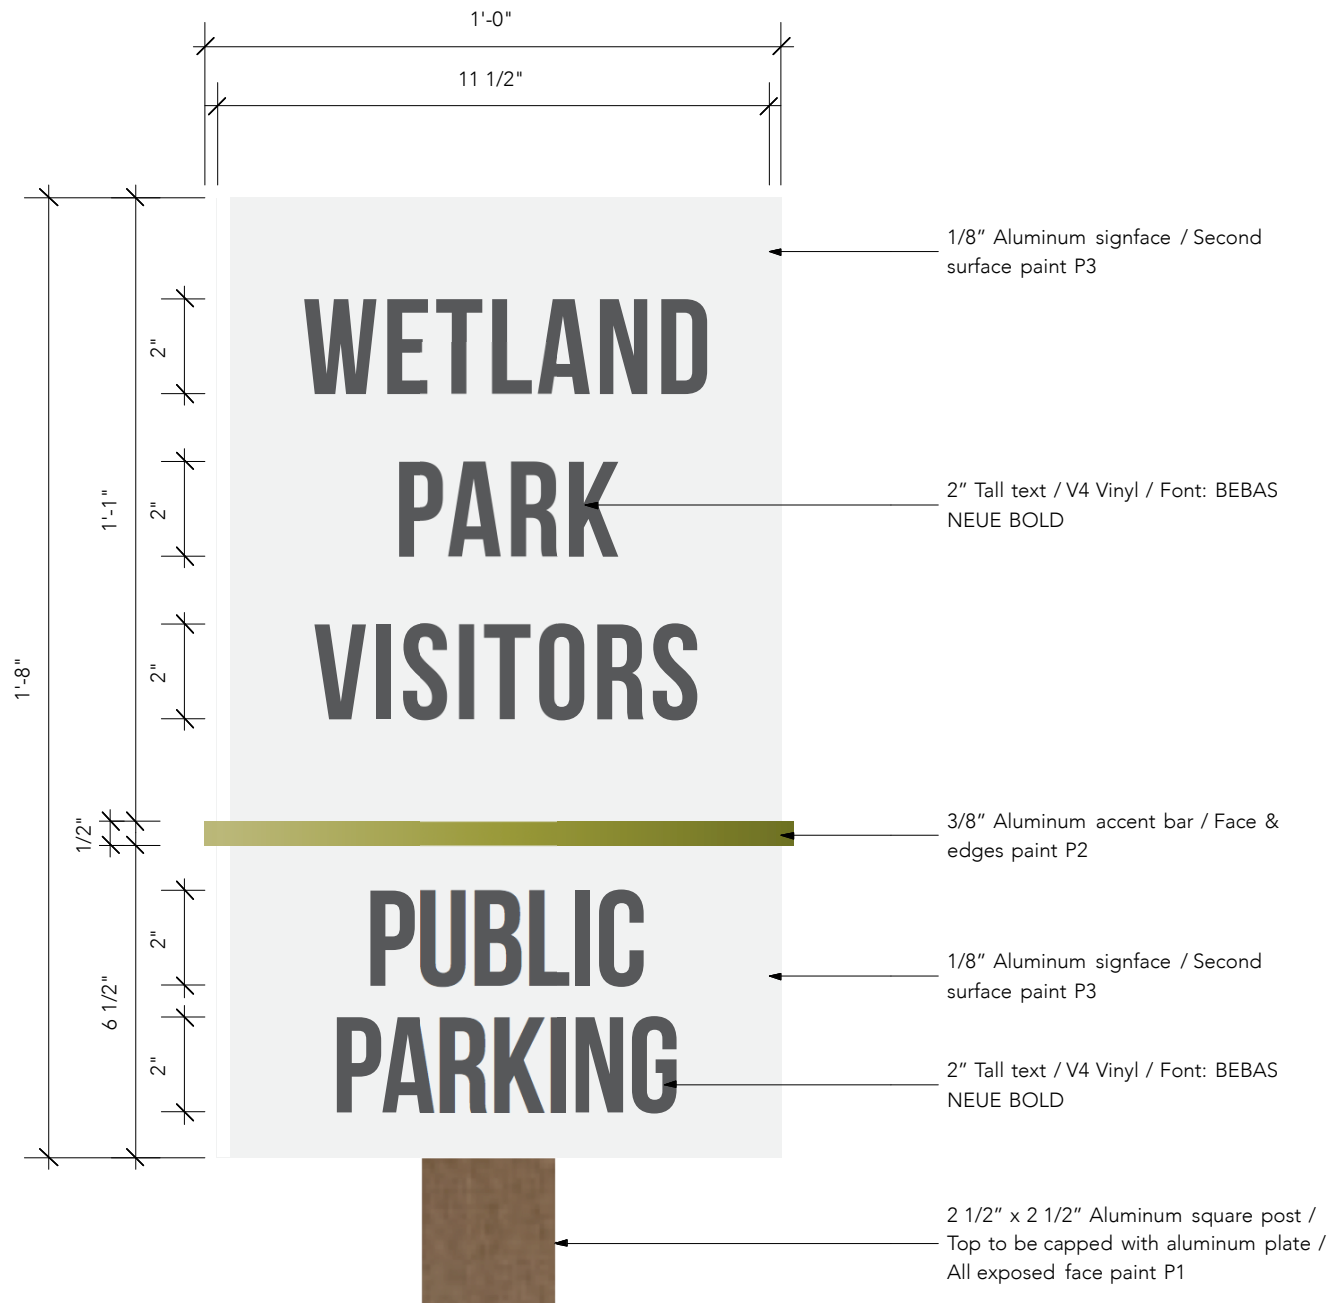 1'-0"
11 1/2"
1/8” Aluminum signface / Second
surface paint P3
WETLAND
2"
PARK
2” Tall text / V4 Vinyl / Font: BEBAS
NEUE BOLD
1'-1"
2"
VISITORS
2"
1'-8"
1/2"
3/8” Aluminum accent bar / Face &
edges paint P2
PUBLIC
2"
1/8” Aluminum signface / Second
surface paint P3
6 1/2"
PARKING
2"
2” Tall text / V4 Vinyl / Font: BEBAS
NEUE BOLD
2 1/2” x 2 1/2” Aluminum square post /
Top to be capped with aluminum plate /
All exposed face paint P1